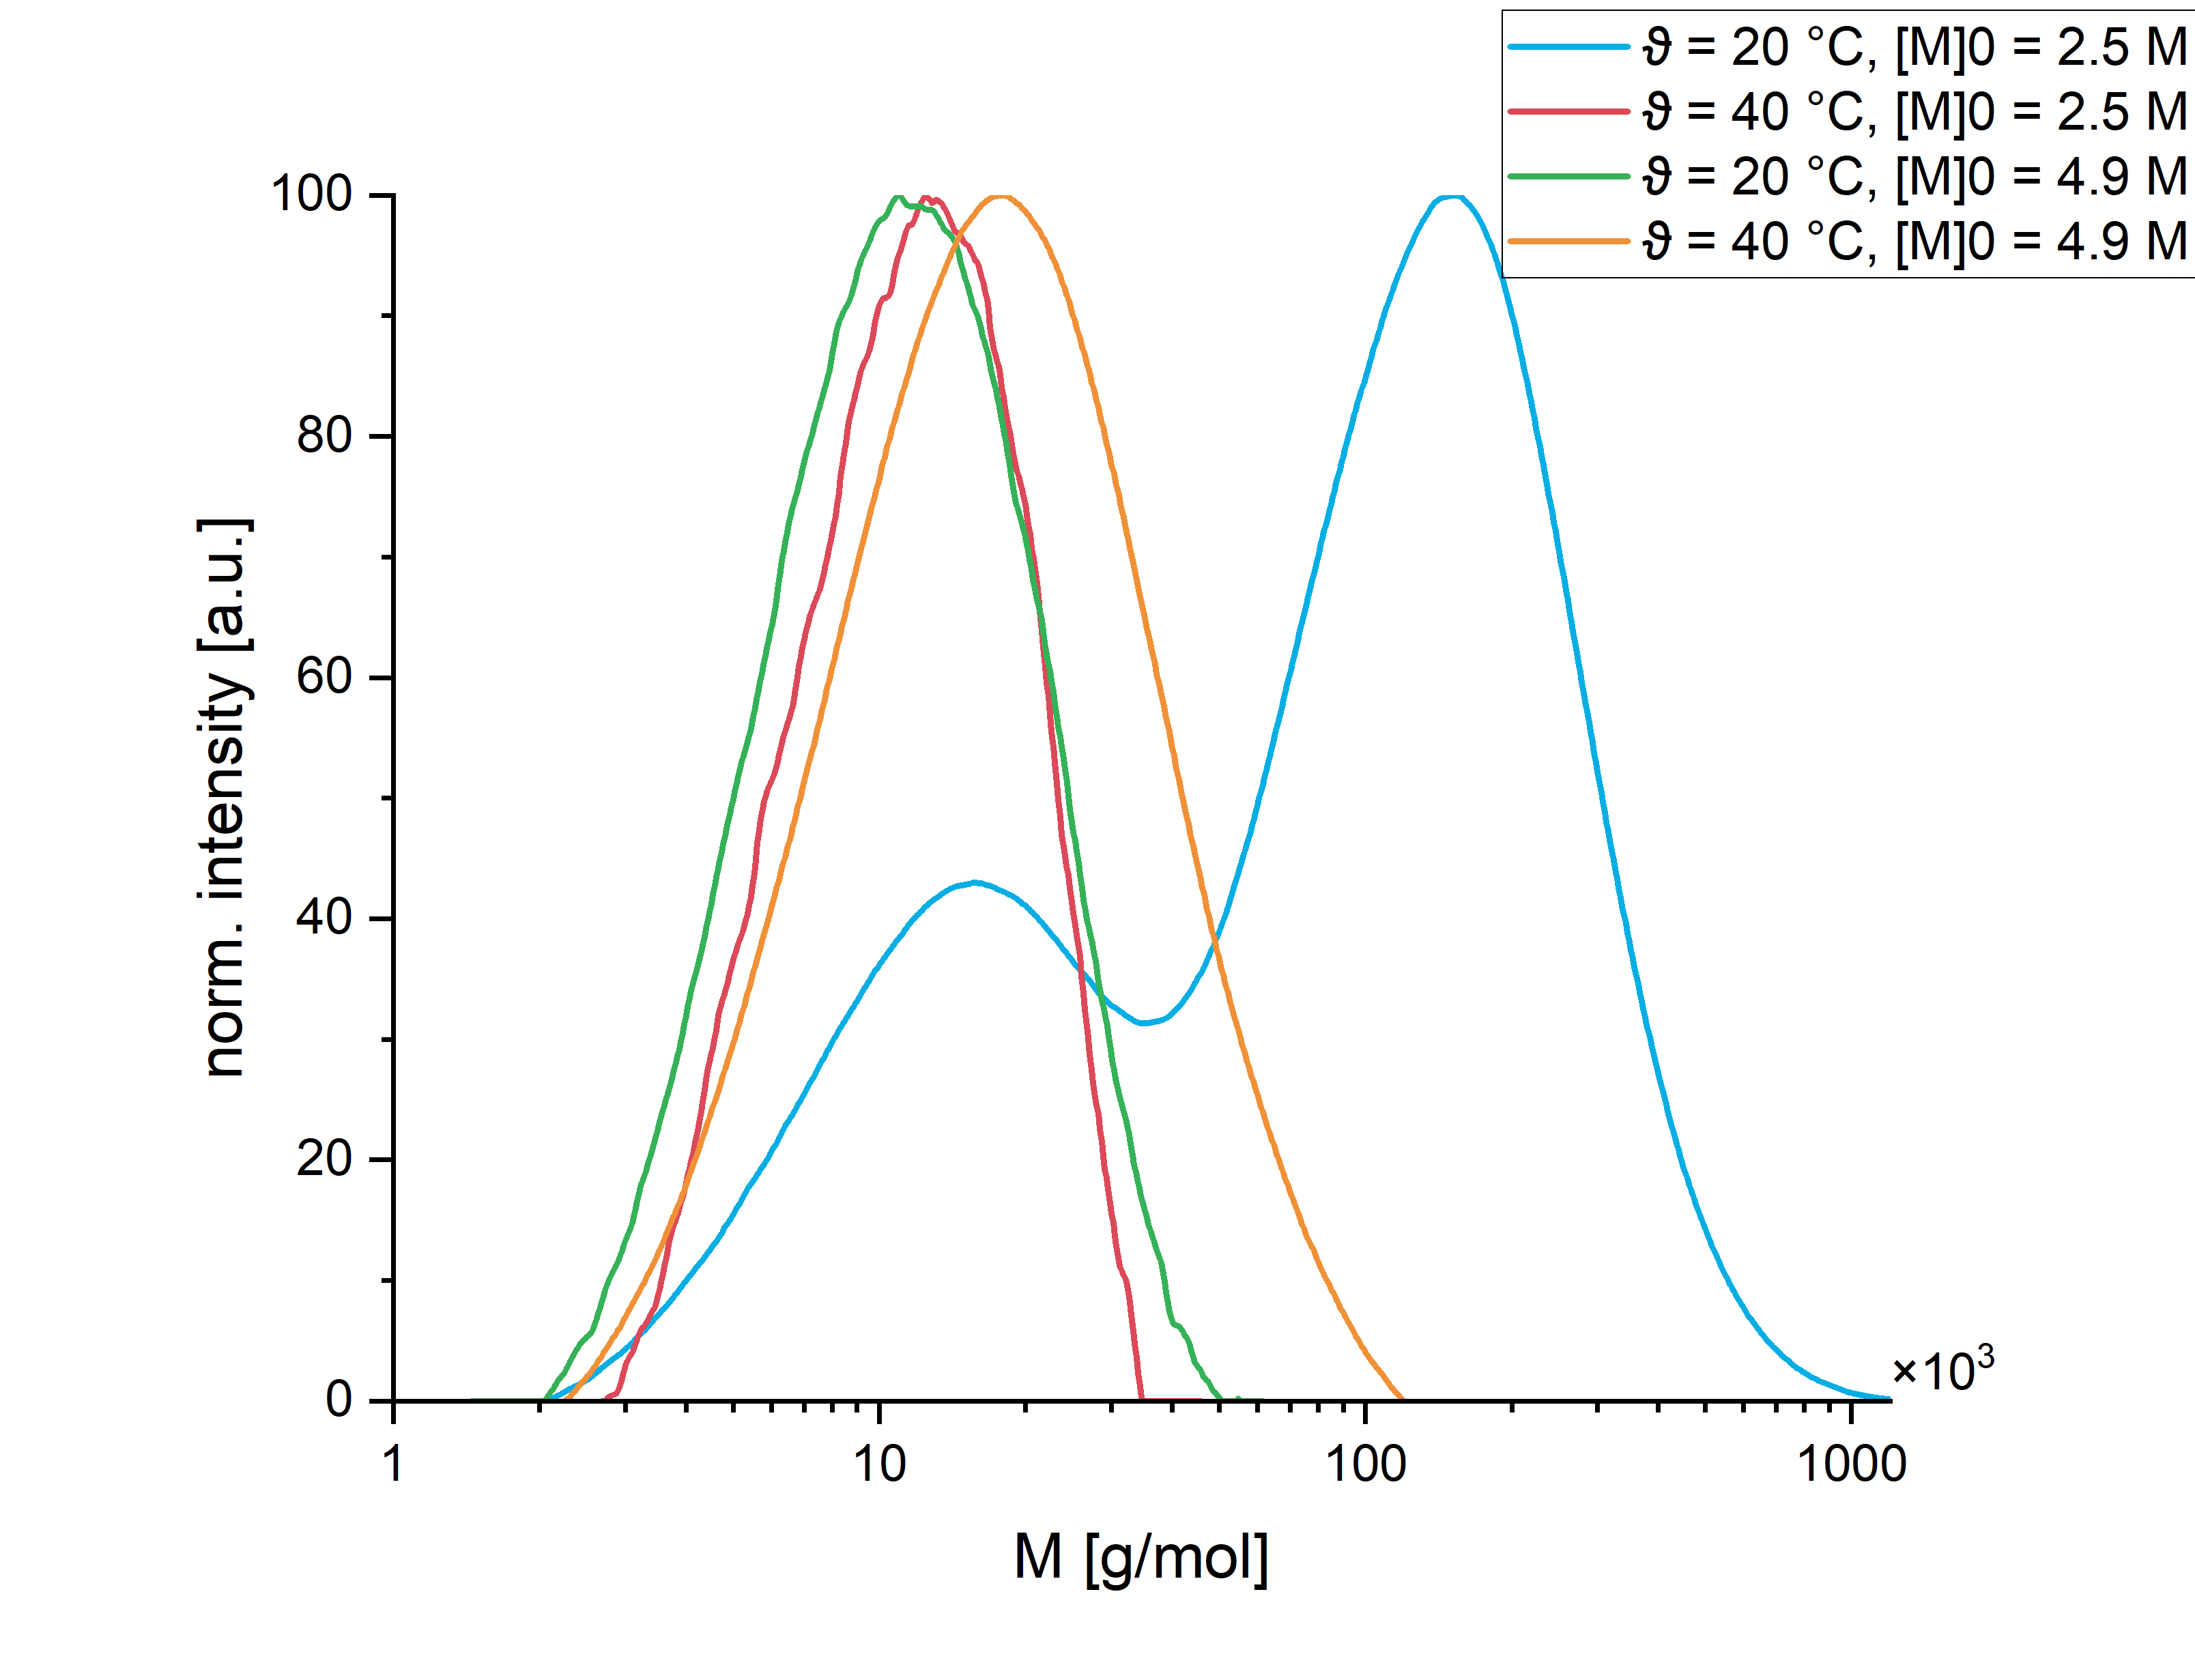 ϑ = 20 °C, [M]0 = 2.5 M
ϑ = 40 °C, [M]0 = 2.5 M
ϑ = 20 °C, [M]0 = 4.9 M
ϑ = 40 °C, [M]0 = 4.9 M
100
80
60
40
20
0
norm. intensity [a.u.]
×10³
1 10 100 1000
M [g/mol]